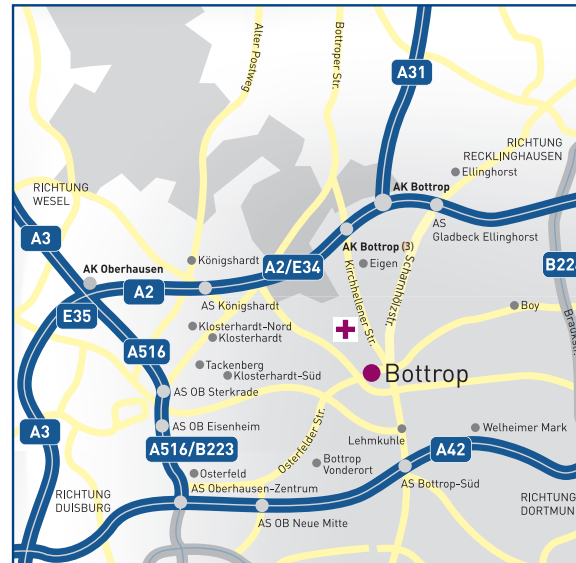 Alter Postweg
Bottroper Str.
A31
RICHTUNG
RECKLINGHAUSEN
Ellinghorst
RICHTUNG
WESEL
AK Bottrop
A3
AS
Gladbeck Ellinghorst
AK Bottrop (3)
Königshardt
A2/E34
Eigen
B224
AK Oberhausen
A2
AS Königshardt
Kirchhellener Str.
Scharnhölzstr.
E35
Boy
Klosterhardt-Nord
Klosterhardt
Braukstr.
A516
Tackenberg
Klosterhardt-Süd
Bottrop
AS OB Sterkrade
A3
AS OB Eisenheim
Osterfelder Str.
Lehmkuhle
Welheimer Mark
A516/B223
A42
Osterfeld
Bottrop
Vonderort
AS Bottrop-Süd
AS Oberhausen-Zentrum
RICHTUNG
DUISBURG
RICHTUNG
DORTMUN
AS OB Neue Mitte